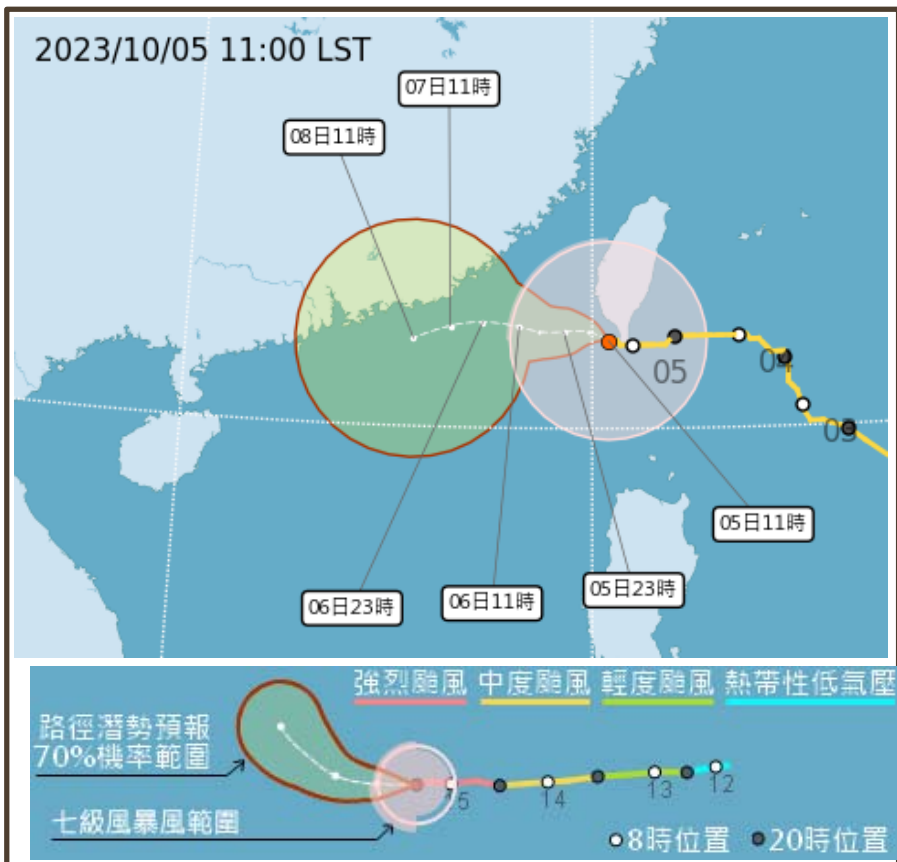 2023/10/05 11:00 LST
07日11時
08日11時
05
04
03
05日11時
05日23時
06日11時
06日23時
強烈颱風 中度颱風 輕度颱風 熱帶性低氣壓
路徑潛勢預報
70%機率範圍
七級風暴風範圍
15
14
13
12
8時位置 20時位置